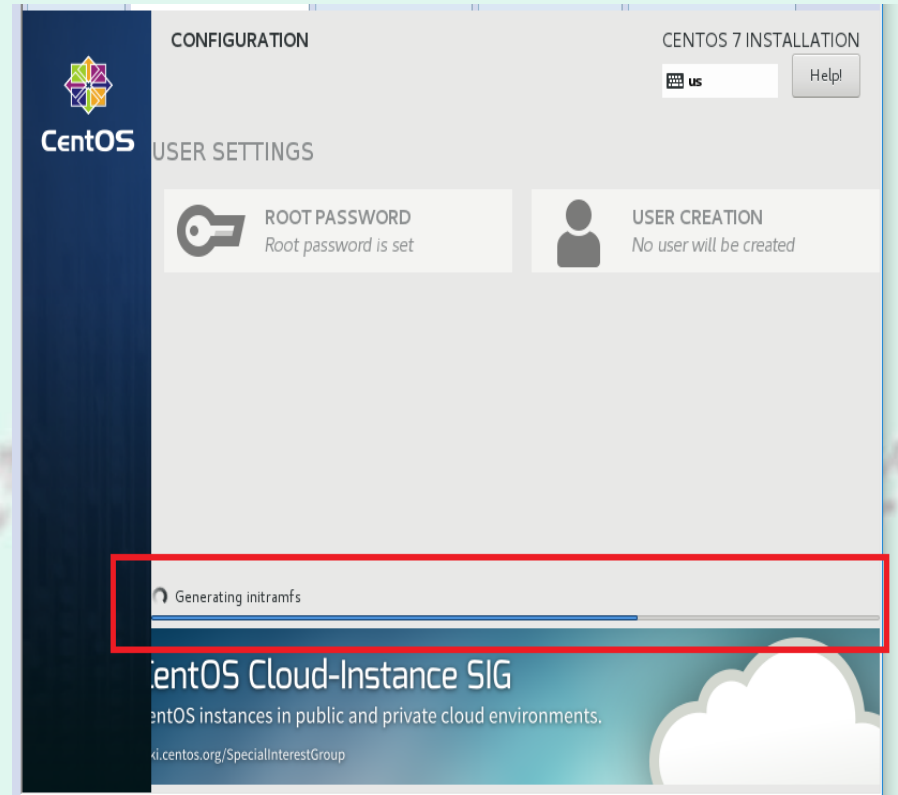 CONFIGURATION
CENTOS 7 INSTALLATION
us
Help!
CentOS
USER SETTINGS
ROOT PASSWORD
Root password is set
USER CREATION
No user will be created
Generating initramfs
entOS Cloud-Instance SIG
entOS instances in public and private cloud environments.
ki.centos.org/SpecialInterestGroup